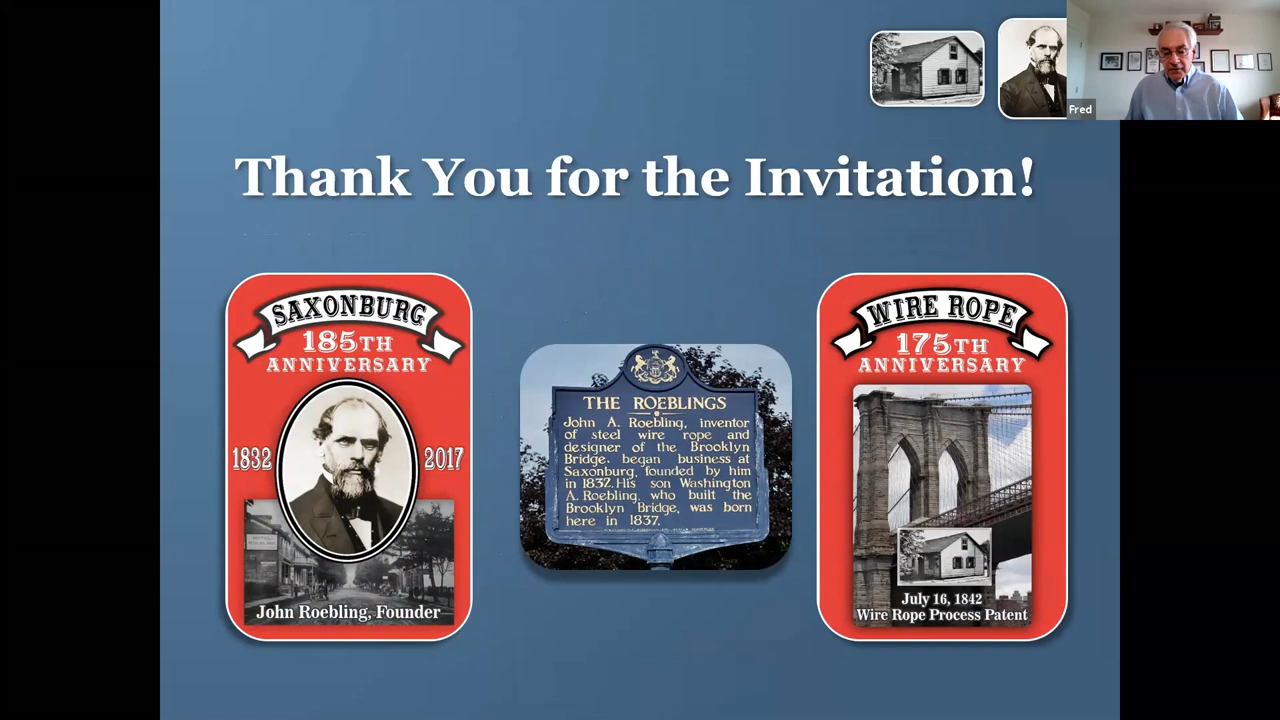 Fred
Thank You for the Invitation!
SAXONBURG
185TH
ANNIVERSARY
1832
2017
John Roebling, Founder
THE ROEBLINGS
John A. Roebling, inventor
of steel wire rope and
designer of the Brooklyn
Bridge, began business at
Saxonburg, founded by him
in 1832. His son Washington
A. Roebling, who built the
Brooklyn Bridge, was born
here in 1837.
WIRE ROPE
175TH
ANNIVERSARY
July 16, 1842
Wire Rope Process Patent